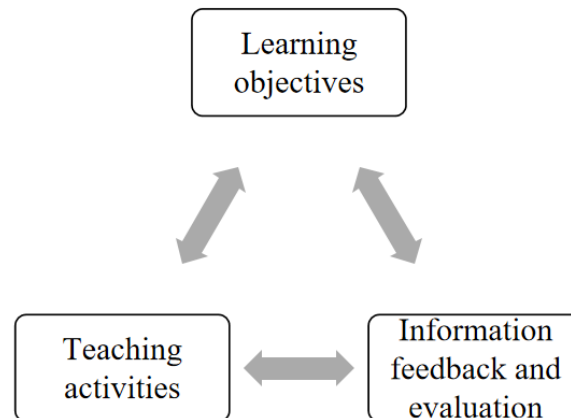 Learning
objectives
Teaching
activities
Information
feedback and
evaluation